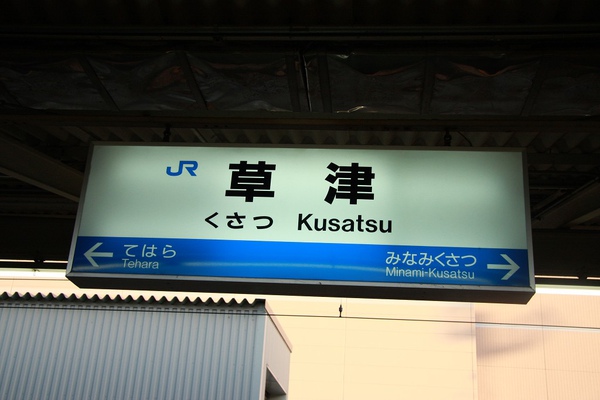 JR 草津
くさつ Kusatsu
← てはら みなみくさつ →
Tehara Minami-Kusatsu